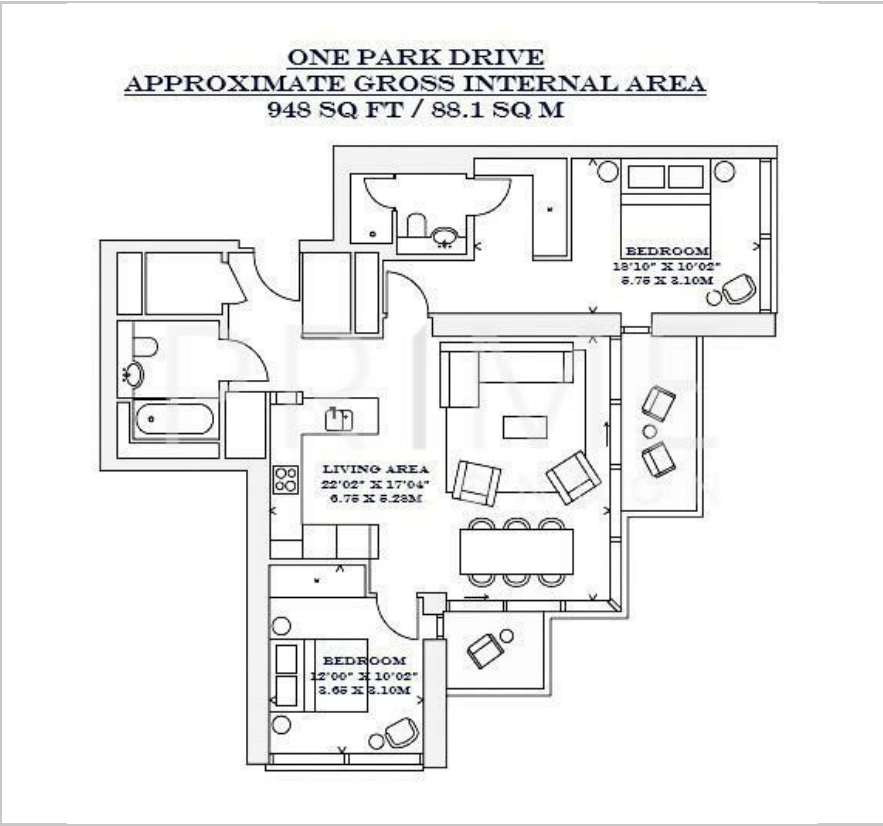 ONE PARK DRIVE
APPROXIMATE GROSS INTERNAL AREA
948 SQ FT / 88.1 SQ M
BEDROOM
18'10" X 10'02"
5.75 X 3.10M
PRIME
LIVING AREA
22'02" X 17'04"
6.75 X 5.28M
BEDROOM
12'00" X 10'02"
3.65 X 3.10M